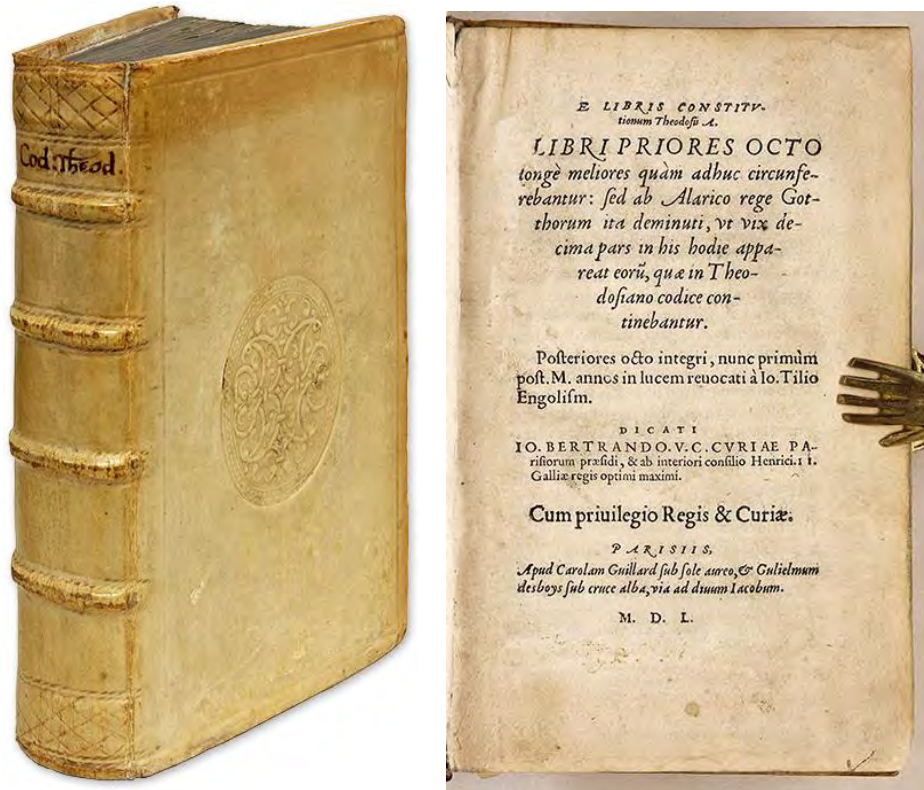 Cod. Theod.
E LIBRIS CONSTITV-
tionum Theodosii A.
LIBRI PRIORES OCTO
longè meliores quàm adhuc circunfe-
rebantur: sed ab Alarico rege Got-
thorum ita deminuti, vt vix de-
cima pars in his hodie appa-
reat eorũ, quæ in Theo-
dosiano codice con-
tinebantur.
Posteriores octo integri, nunc primùm
post. M. annos in lucem reuocati à Io. Tilio
Engolism.
DICATI
IO. BERTRANDO. V. C. CVRIAE PA-
risiorum præsidi, & ab interiori consilio Henrici. I I.
Galliæ regis optimi maximi.
Cum priuilegio Regis & Curiæ.
PARISIIS,
Apud Carolam Guillard sub sole aureo, & Gulielmum
desboys sub cruce alba, via ad diuum Iacobum.
M. D. L.